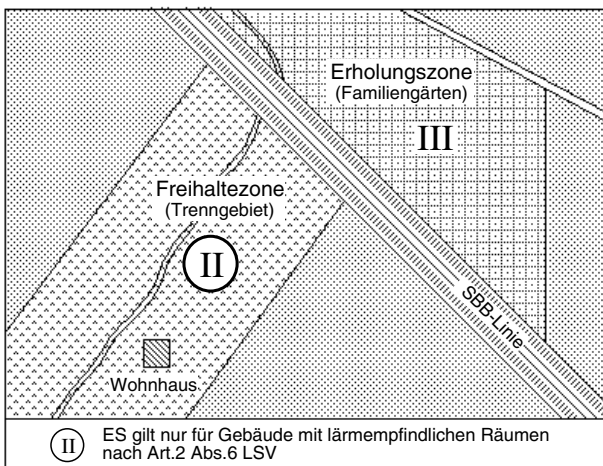 Erholungszone
(Familiengärten)
III
Freihaltezone
(Trenngebiet)
II
SBB-Linie
Wohnhaus
II ES gilt nur für Gebäude mit lärmempfindlichen Räumen
nach Art.2 Abs.6 LSV